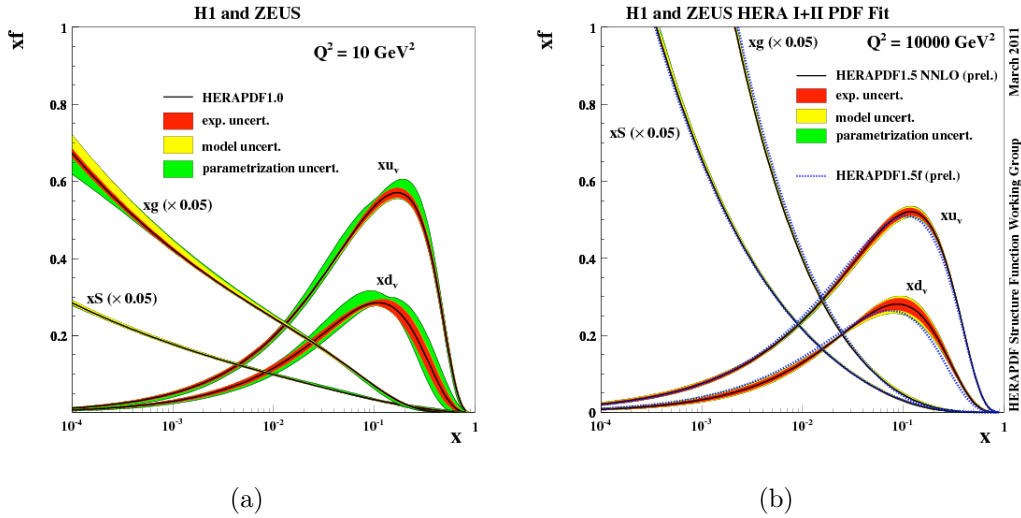 H1 and ZEUS
xf
1
0.8
0.6
0.4
0.2
0
Q² = 10 GeV²
HERAPDF1.0
exp. uncert.
model uncert.
parametrization uncert.
xuᵥ
xg (× 0.05)
xdᵥ
xS (× 0.05)
10⁻⁴
10⁻³
10⁻²
10⁻¹
1
x
(a)
H1 and ZEUS HERA I+II PDF Fit
xf
1
0.8
0.6
0.4
0.2
0
xg (× 0.05)
Q² = 10000 GeV²
HERAPDF1.5 NNLO (prel.)
exp. uncert.
model uncert.
parametrization uncert.
HERAPDF1.5f (prel.)
xS (× 0.05)
xuᵥ
xdᵥ
10⁻⁴
10⁻³
10⁻²
10⁻¹
1
x
HERAPDF Structure Function Working Group March 2011
(b)